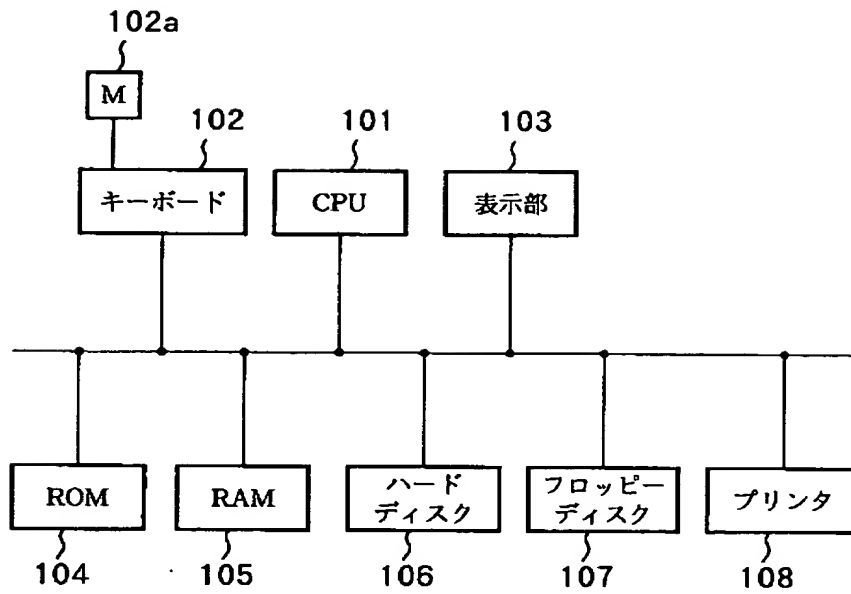 102a
M
102
101
103
キーボード
CPU
表示部
ROM
RAM
ハード
ディスク
フロッピー
ディスク
プリンタ
104
105
106
107
108